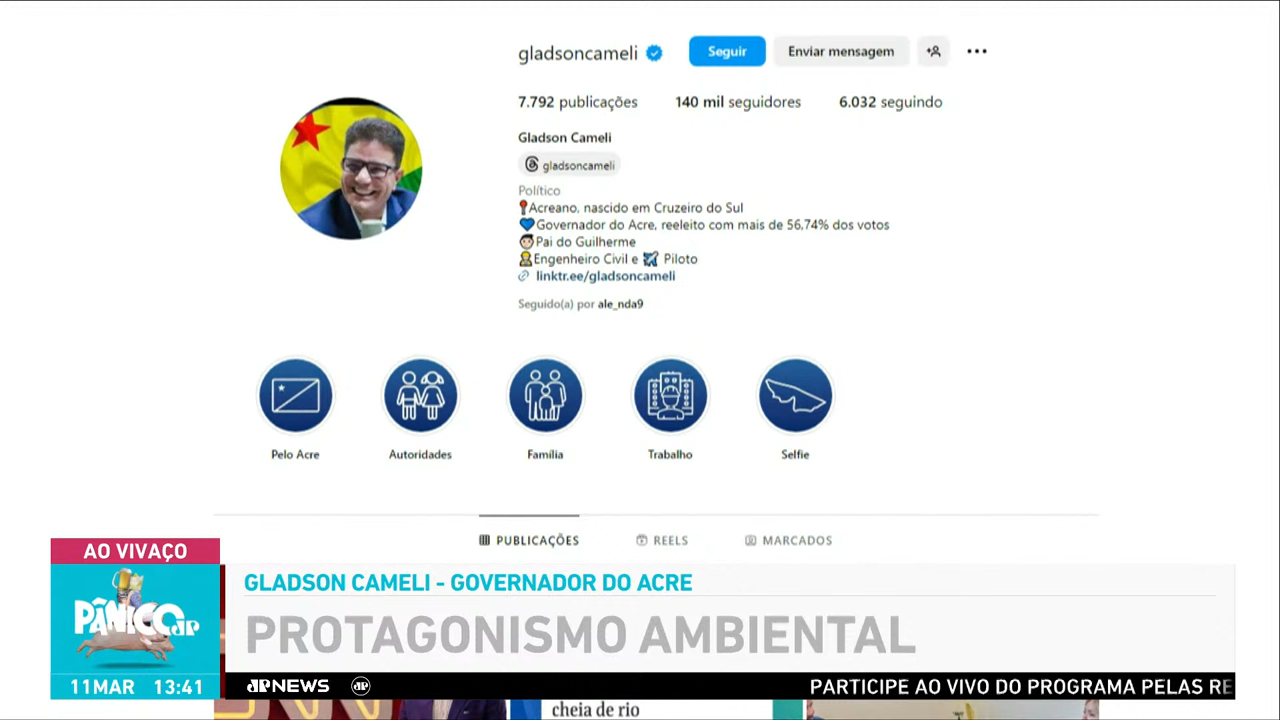 gladsoncameli
Seguir
Enviar mensagem
7.792 publicações
140 mil seguidores
6.032 seguindo
Gladson Cameli
gladsoncameli
Político
📍Acreano, nascido em Cruzeiro do Sul
💙Governador do Acre, reeleito com mais de 56,74% dos votos
👦🏻Pai do Guilherme
👷Engenheiro Civil e ✈️ Piloto
linktr.ee/gladsoncameli
Seguido(a) por ale_nda9
Pelo Acre
Autoridades
Família
Trabalho
Selfie
PUBLICAÇÕES
REELS
MARCADOS
AO VIVAÇO
PÂNICO JP
11MAR 13:41
GLADSON CAMELI - GOVERNADOR DO ACRE
PROTAGONISMO AMBIENTAL
JPNEWS JP
PARTICIPE AO VIVO DO PROGRAMA PELAS RE
cheia de rio